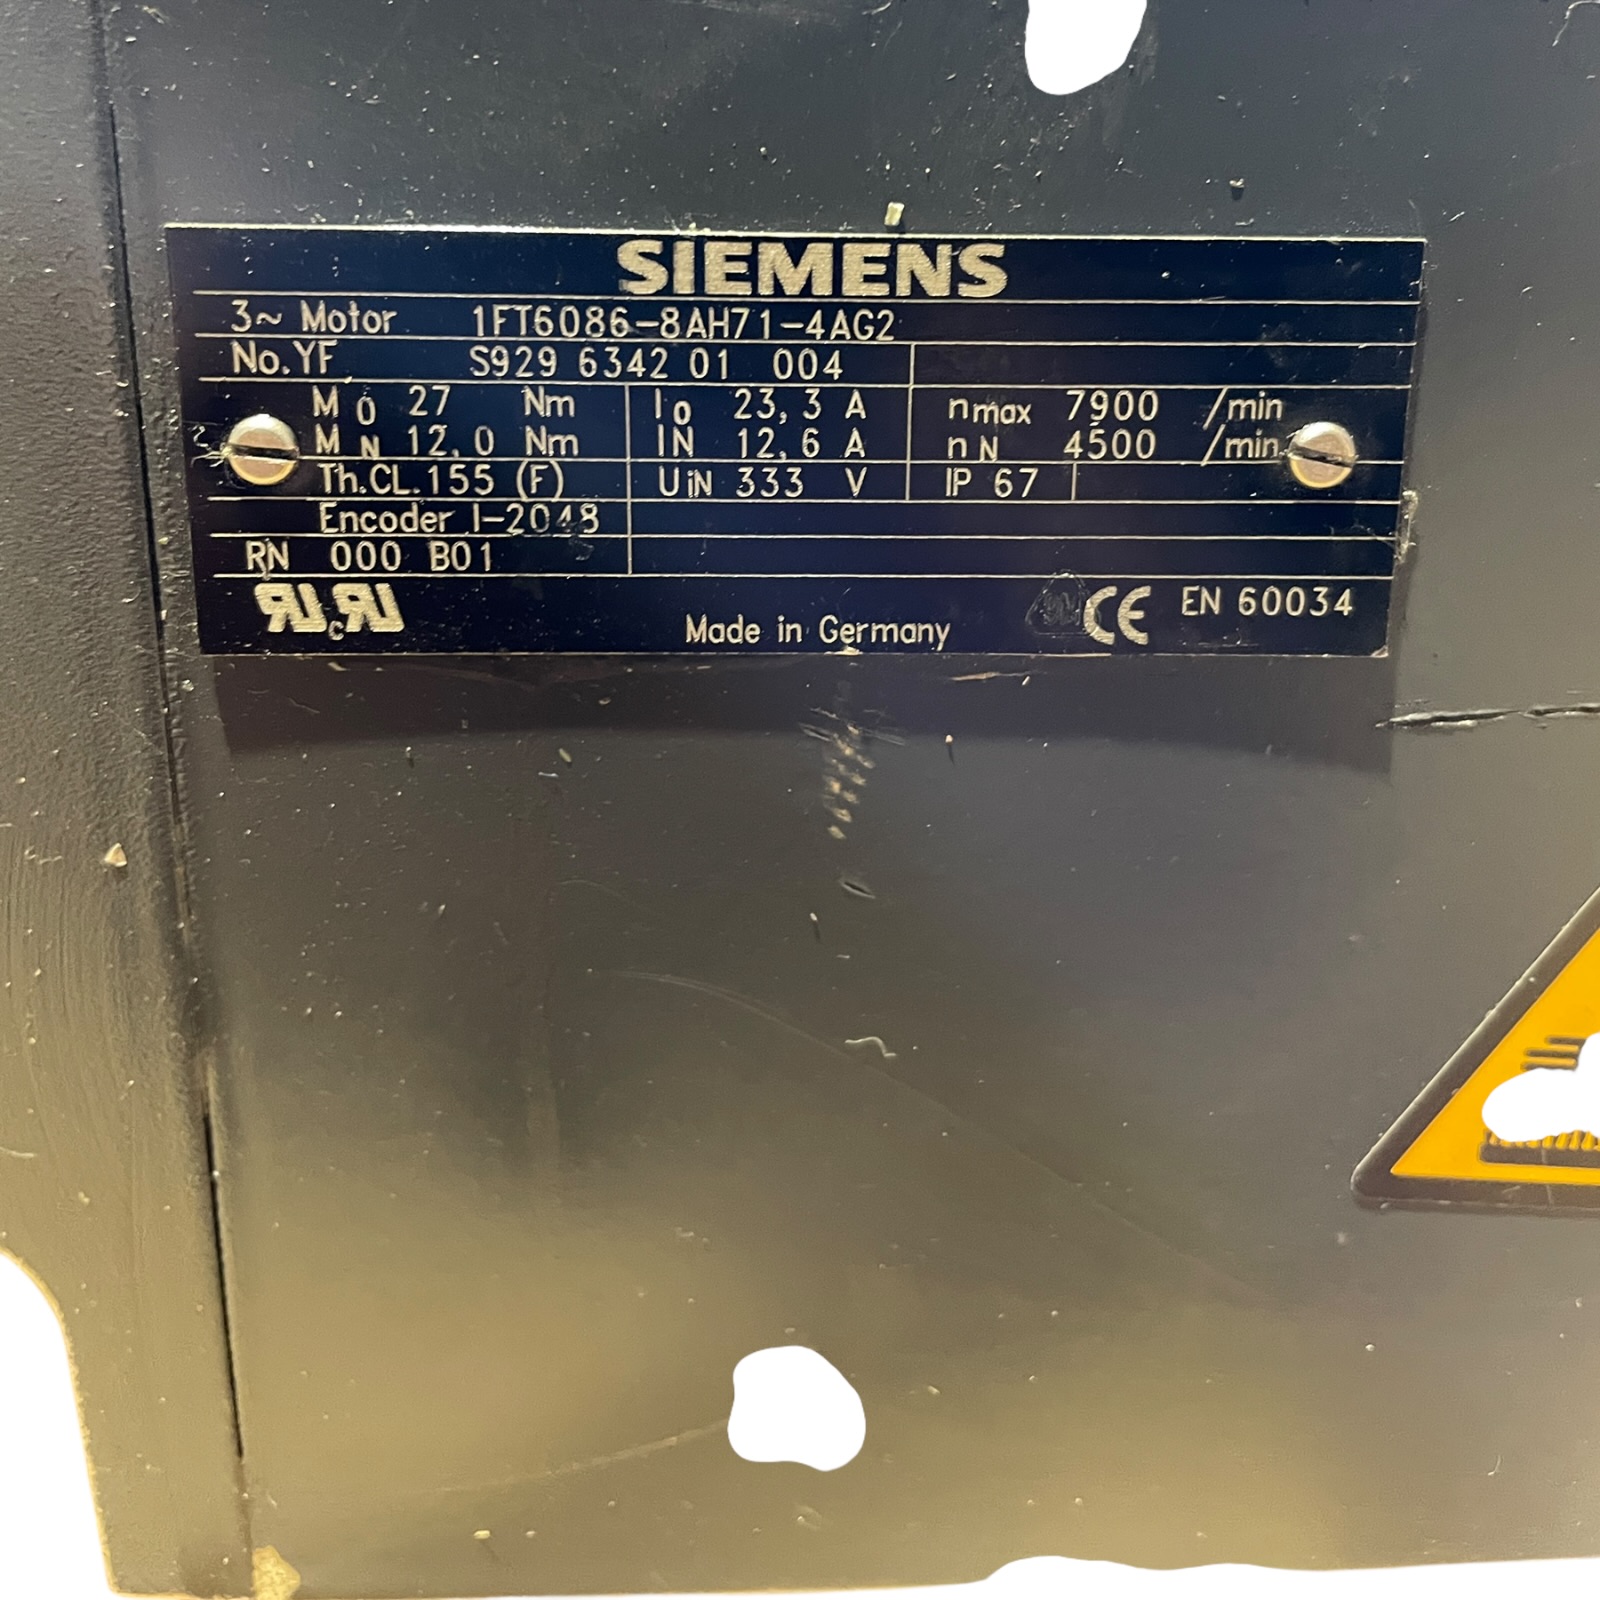 SIEMENS
3~ Motor 1FT6086-8AH71-4AG2
No.YF S929 6342 01 004
M0 27 Nm I0 23,3 A nmax 7900 /min
MN 12,0 Nm IN 12,6 A nN 4500 /min
Th.CL.155 (F) UiN 333 V IP 67
Encoder I-2048
RN 000 B01
Made in Germany CE EN 60034